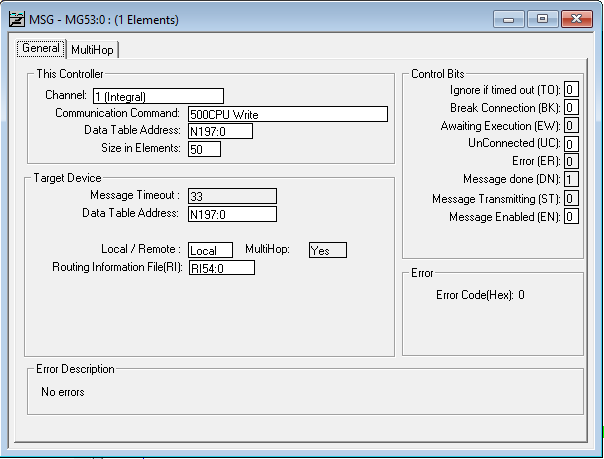 MSG - MG53:0 : (1 Elements)
General MultiHop
This Controller
Channel: 1 (Integral)
Communication Command: 500CPU Write
Data Table Address: N197:0
Size in Elements: 50
Target Device
Message Timeout : 33
Data Table Address: N197:0
Local / Remote : Local MultiHop: Yes
Routing Information File(RI): RI54:0
Control Bits
Ignore if timed out (TO): 0
Break Connection (BK): 0
Awaiting Execution (EW): 0
UnConnected (UC): 0
Error (ER): 0
Message done (DN): 1
Message Transmitting (ST): 0
Message Enabled (EN): 0
Error
Error Code(Hex): 0
Error Description
No errors